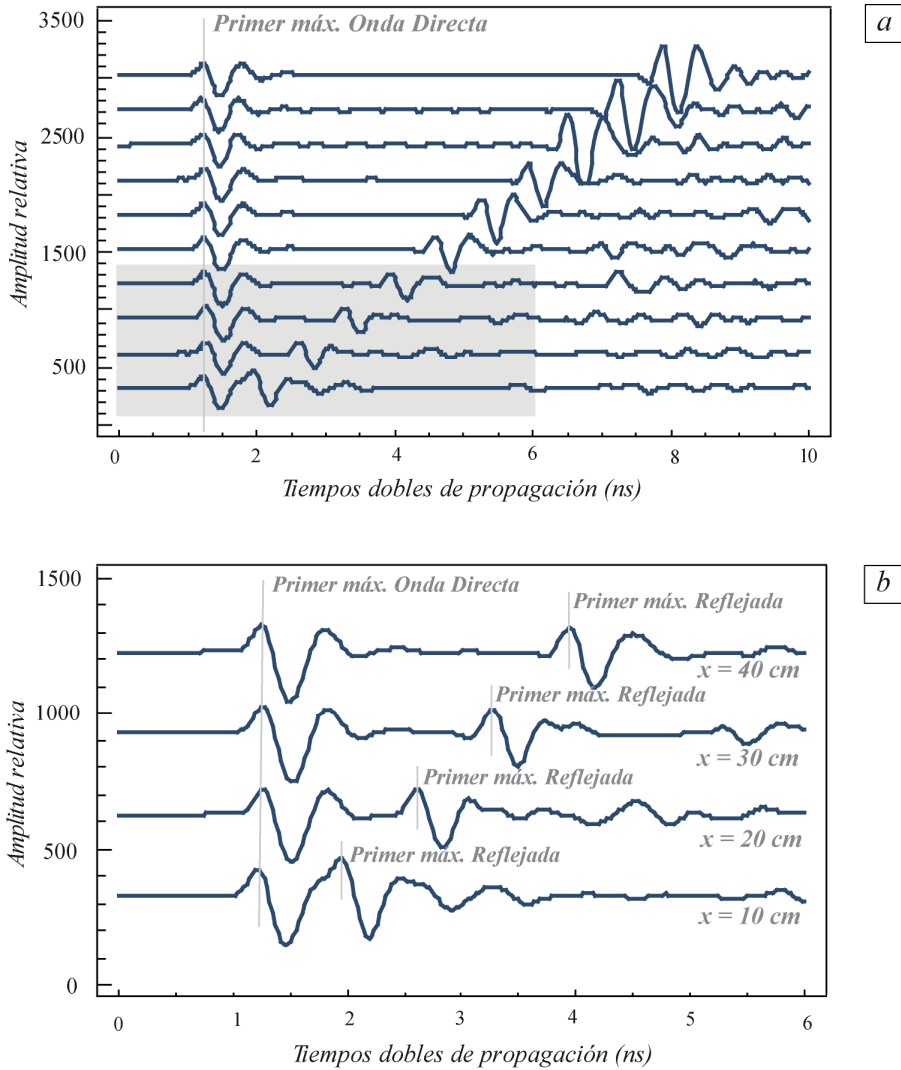 a
Primer máx. Onda Directa
3500
2500
1500
500
Amplitud relativa
0 2 4 6 8 10
Tiempos dobles de propagación (ns)
b
1500
1000
500
0
Amplitud relativa
Primer máx. Onda Directa
Primer máx. Reflejada
x = 40 cm
Primer máx. Reflejada
x = 30 cm
Primer máx. Reflejada
x = 20 cm
Primer máx. Reflejada
x = 10 cm
0 1 2 3 4 5 6
Tiempos dobles de propagación (ns)